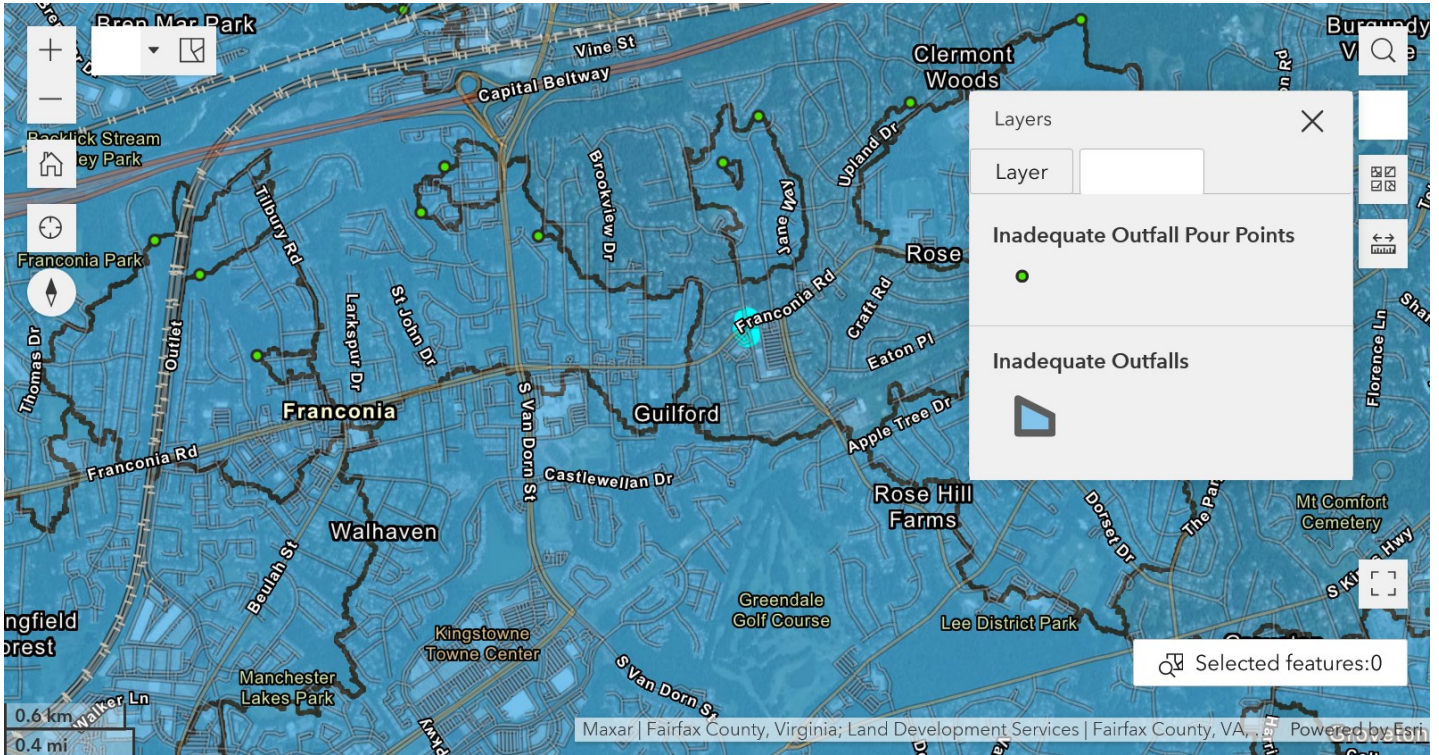 Bren Mar Park
Vine St
Capital Beltway
Clermont
Woods
Burgundy
Backlick Stream
Franconia Park
Tilbury Rd
Brookview Dr
Jane Way
Upland Dr
Rose
Layers
Layer
Inadequate Outfall Pour Points
Inadequate Outfalls
Thomas Dr
Outlet
Larkspur Dr
St John Dr
Franconia Rd
Craft Rd
Eaton Pl
Florence Ln
Franconia
Guilford
S Van Dorn St
Apple Tree Dr
Franconia Rd
Castlewellan Dr
Rose Hill
Farms
Dorset Dr
Mt Comfort
Cemetery
Walhaven
Beulah St
Greendale
Golf Course
Lee District Park
Kingstowne
Towne Center
Manchester
Lakes Park
S Van Dorn St
Walker Ln
Pkwy
Selected features:0
0.6 km
0.4 mi
Maxar | Fairfax County, Virginia; Land Development Services | Fairfax County, VA, . .
Powered by Esri
Groveton